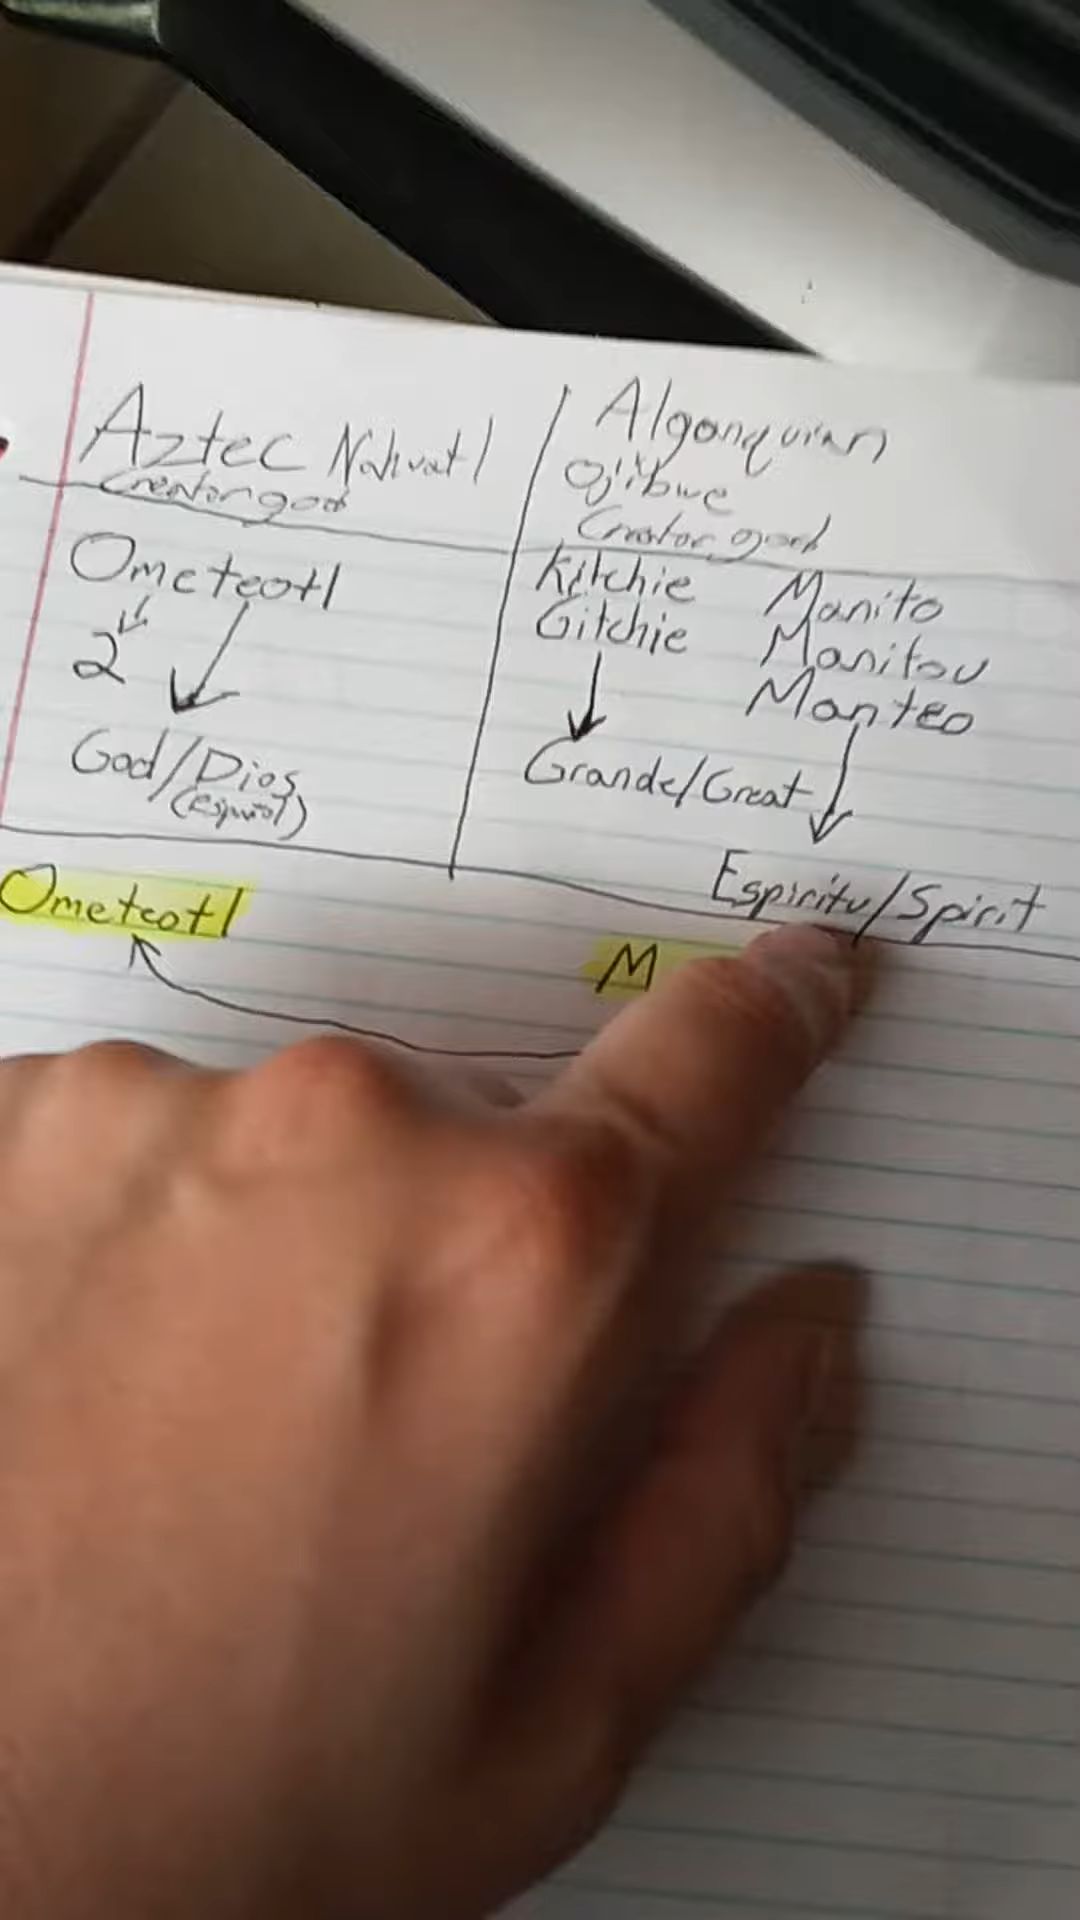 Aztec Nahuatl
Creator god
Ometeotl
2
God/Dios
(Español)
Algonquian
Ojibwe
Creator god
Kitchie Manito
Gitchie Manitou
Manteo
Grande/Great
Espiritu/Spirit
Ometeotl
M